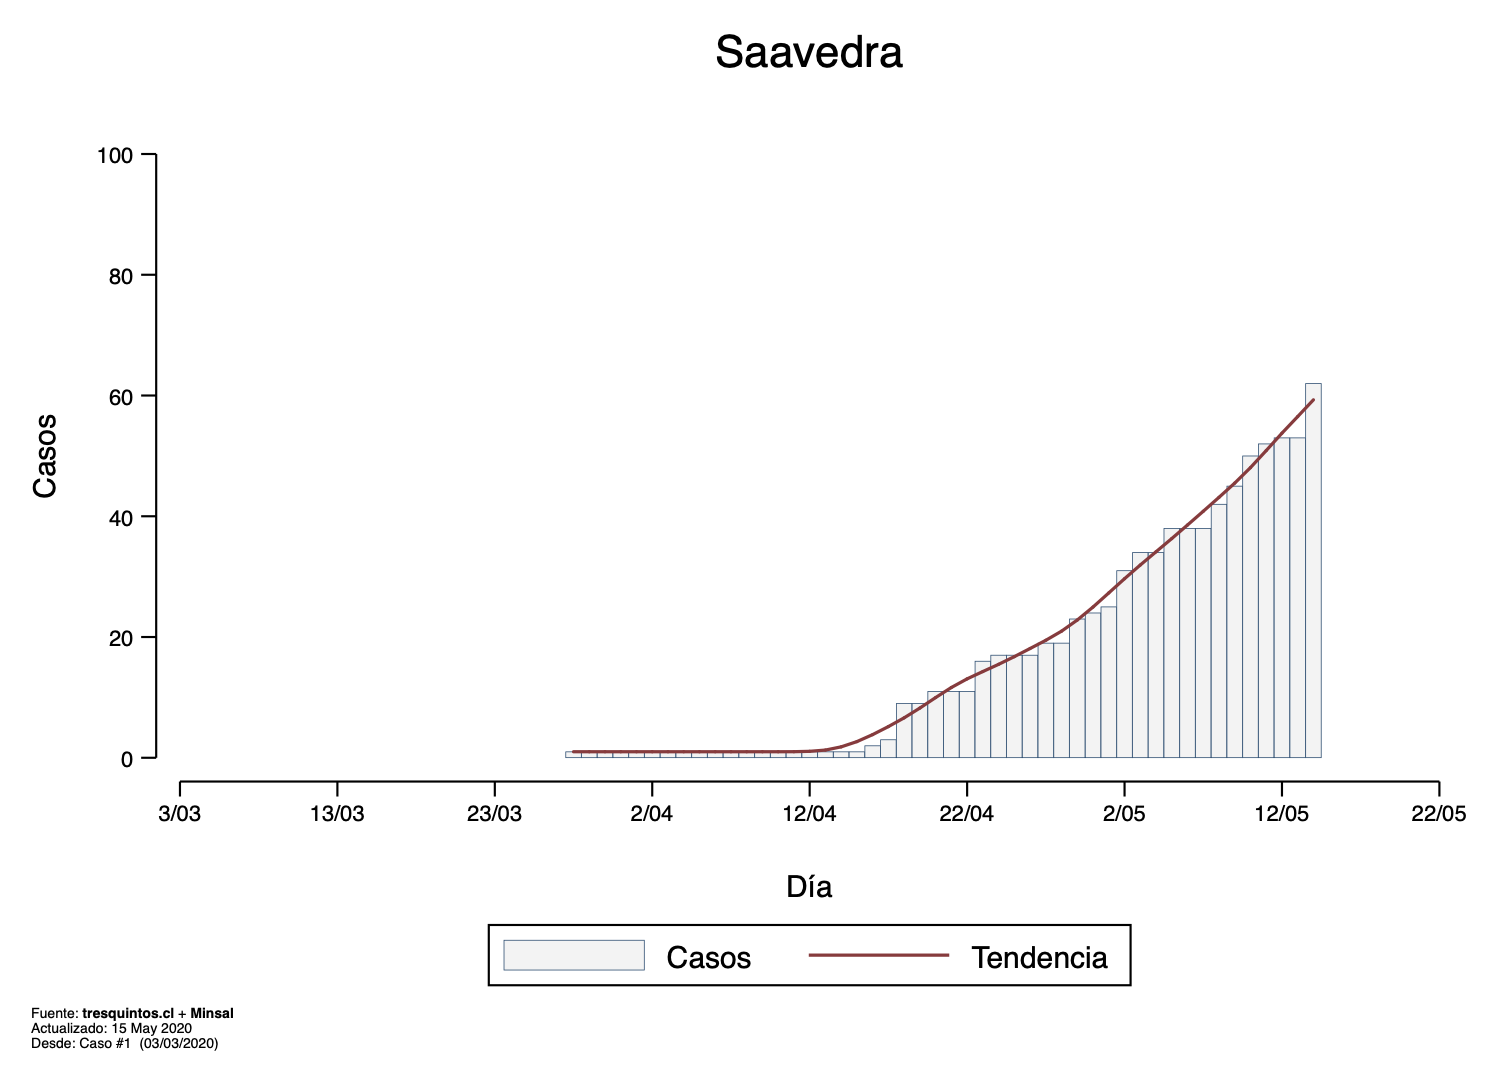 Saavedra
100
80
60
40
20
0
Casos
3/03 13/03 23/03 2/04 12/04 22/04 2/05 12/05 22/05
Día
Casos Tendencia
Fuente: tresquintos.cl + Minsal
Actualizado: 15 May 2020
Desde: Caso #1 (03/03/2020)